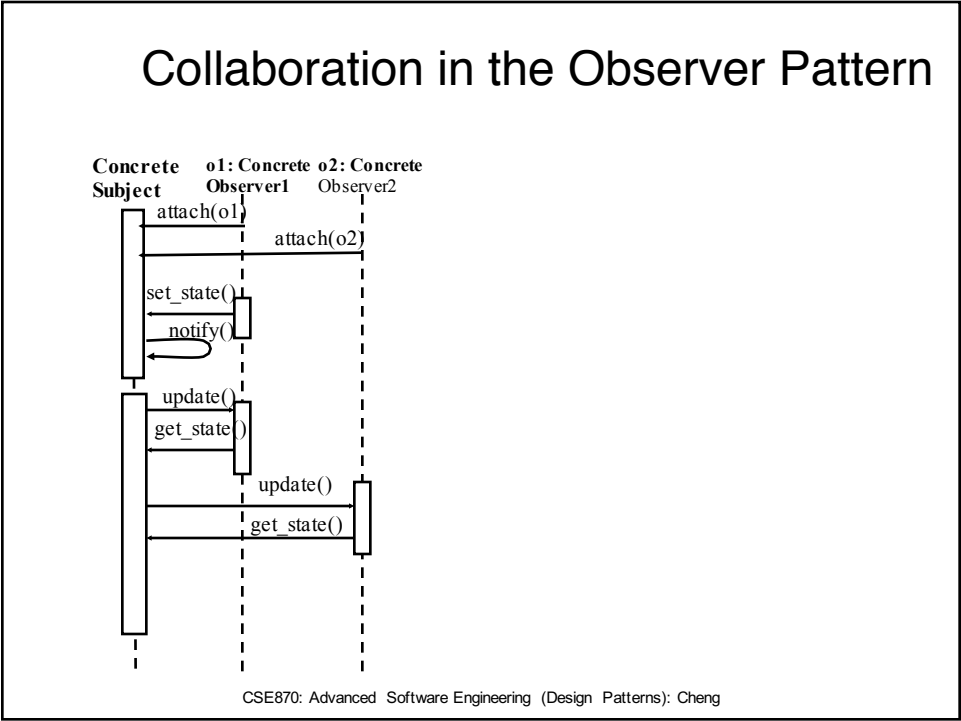 Collaboration in the Observer Pattern
Concrete
Subject
o1: Concrete
Observer1
o2: Concrete
Observer2
attach(o1)
attach(o2)
set_state()
notify()
update()
get_state()
update()
get_state()
CSE870: Advanced Software Engineering (Design Patterns): Cheng